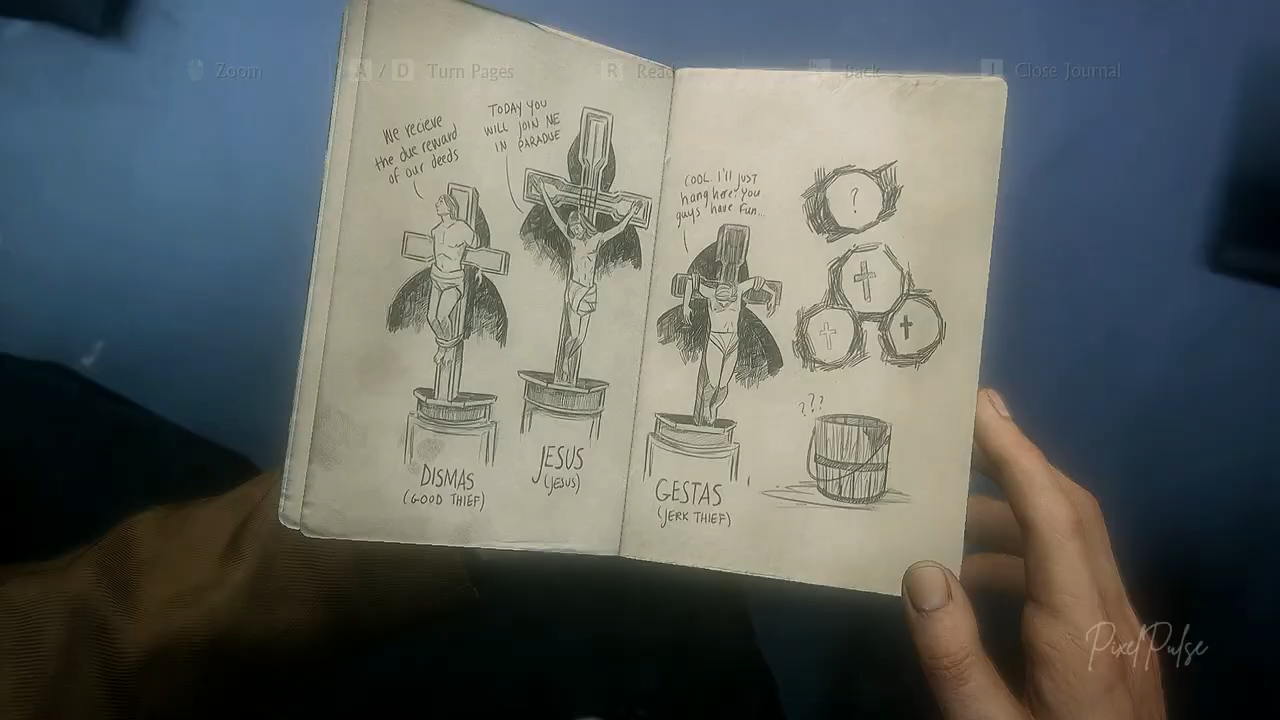 Zoom
A / D Turn Pages
R Read
Back
J Close Journal
We recieve
the due reward
of our deeds
TODAY YOU
WILL JOIN ME
IN PARADISE
COOL. I'll JUST
hang here. You
guys have fun...
?
???
DISMAS
(GOOD THIEF)
JESUS
(JESUS)
GESTAS
(JERK THIEF)
PixelPulse